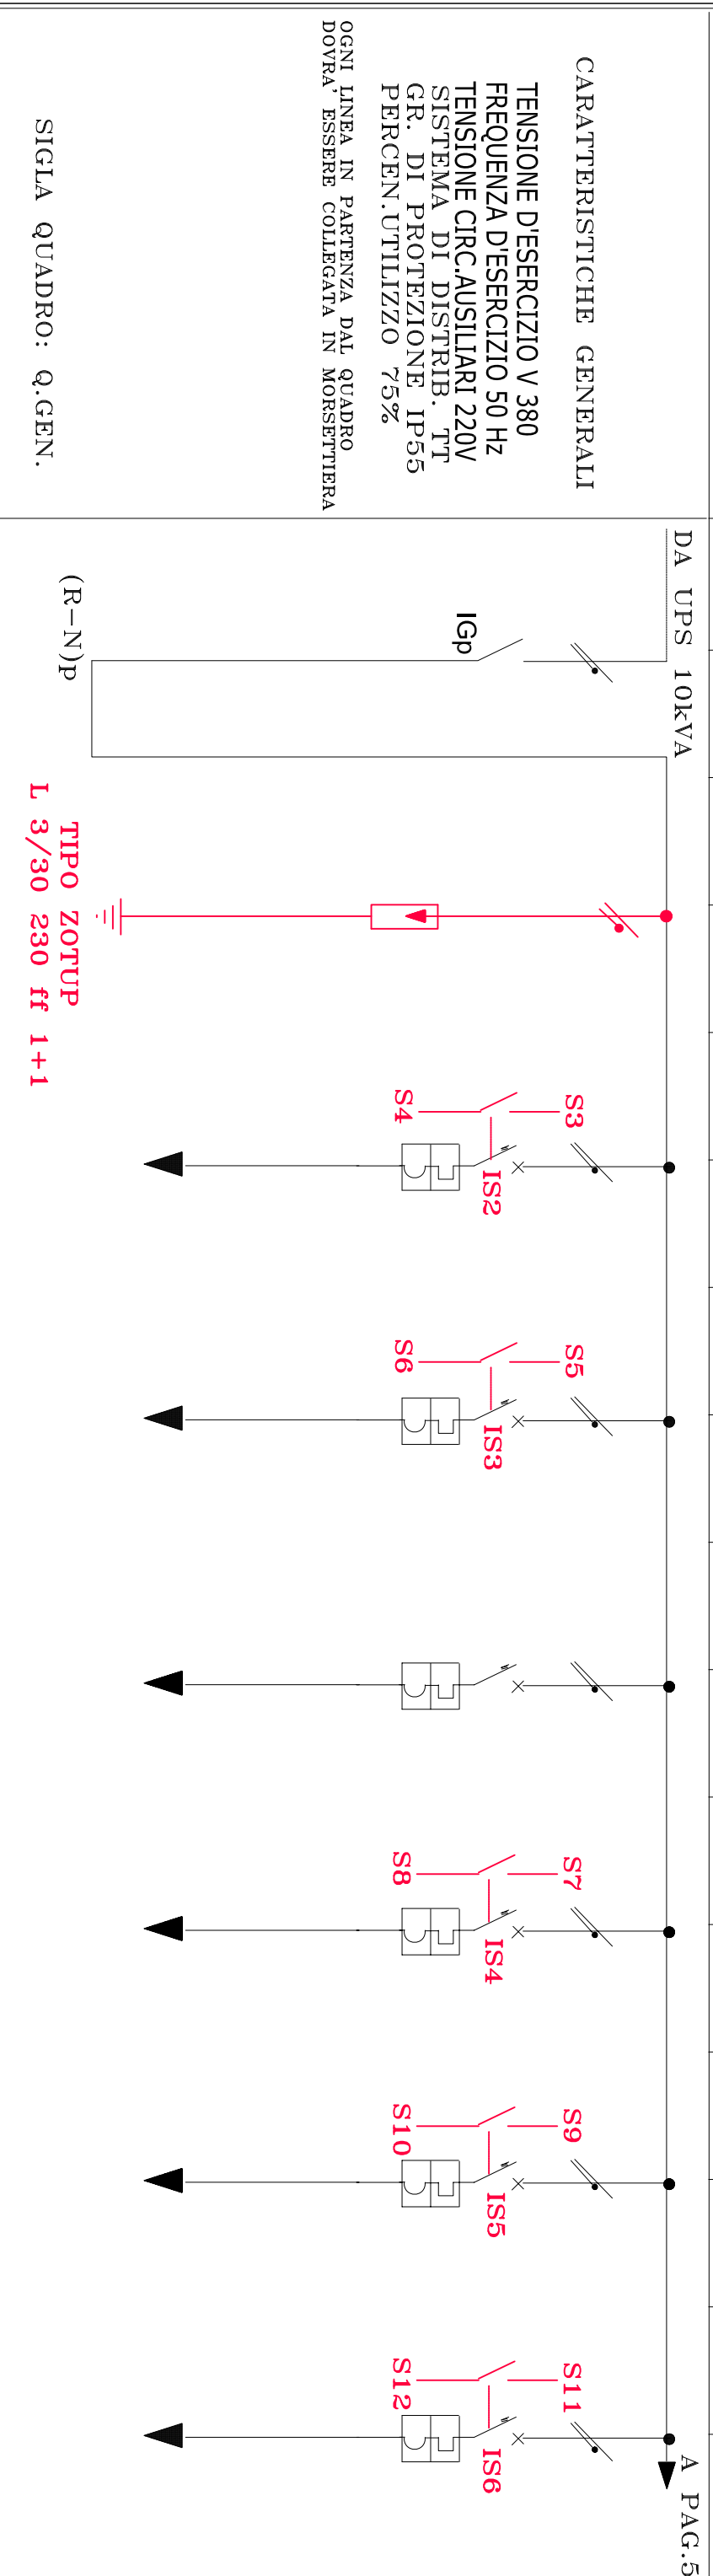 CARATTERISTICHE GENERALI
TENSIONE D'ESERCIZIO V 380
FREQUENZA D'ESERCIZIO 50 Hz
TENSIONE CIRC.AUSILIARI 220V
SISTEMA DI DISTRIB. TT
GR. DI PROTEZIONE IP55
PERCEN.UTILIZZO 75%
OGNI LINEA IN PARTENZA DAL QUADRO
DOVRA' ESSERE COLLEGATA IN MORSETTIERA
SIGLA QUADRO: Q.GEN.
DA UPS 10kVA
IGp
(R-N)p
TIPO ZOTUP
L 3/30 230 ff 1+1
S3
IS2
S4
S5
IS3
S6
S7
IS4
S8
S9
IS5
S10
S11
IS6
S12
A PAG.5